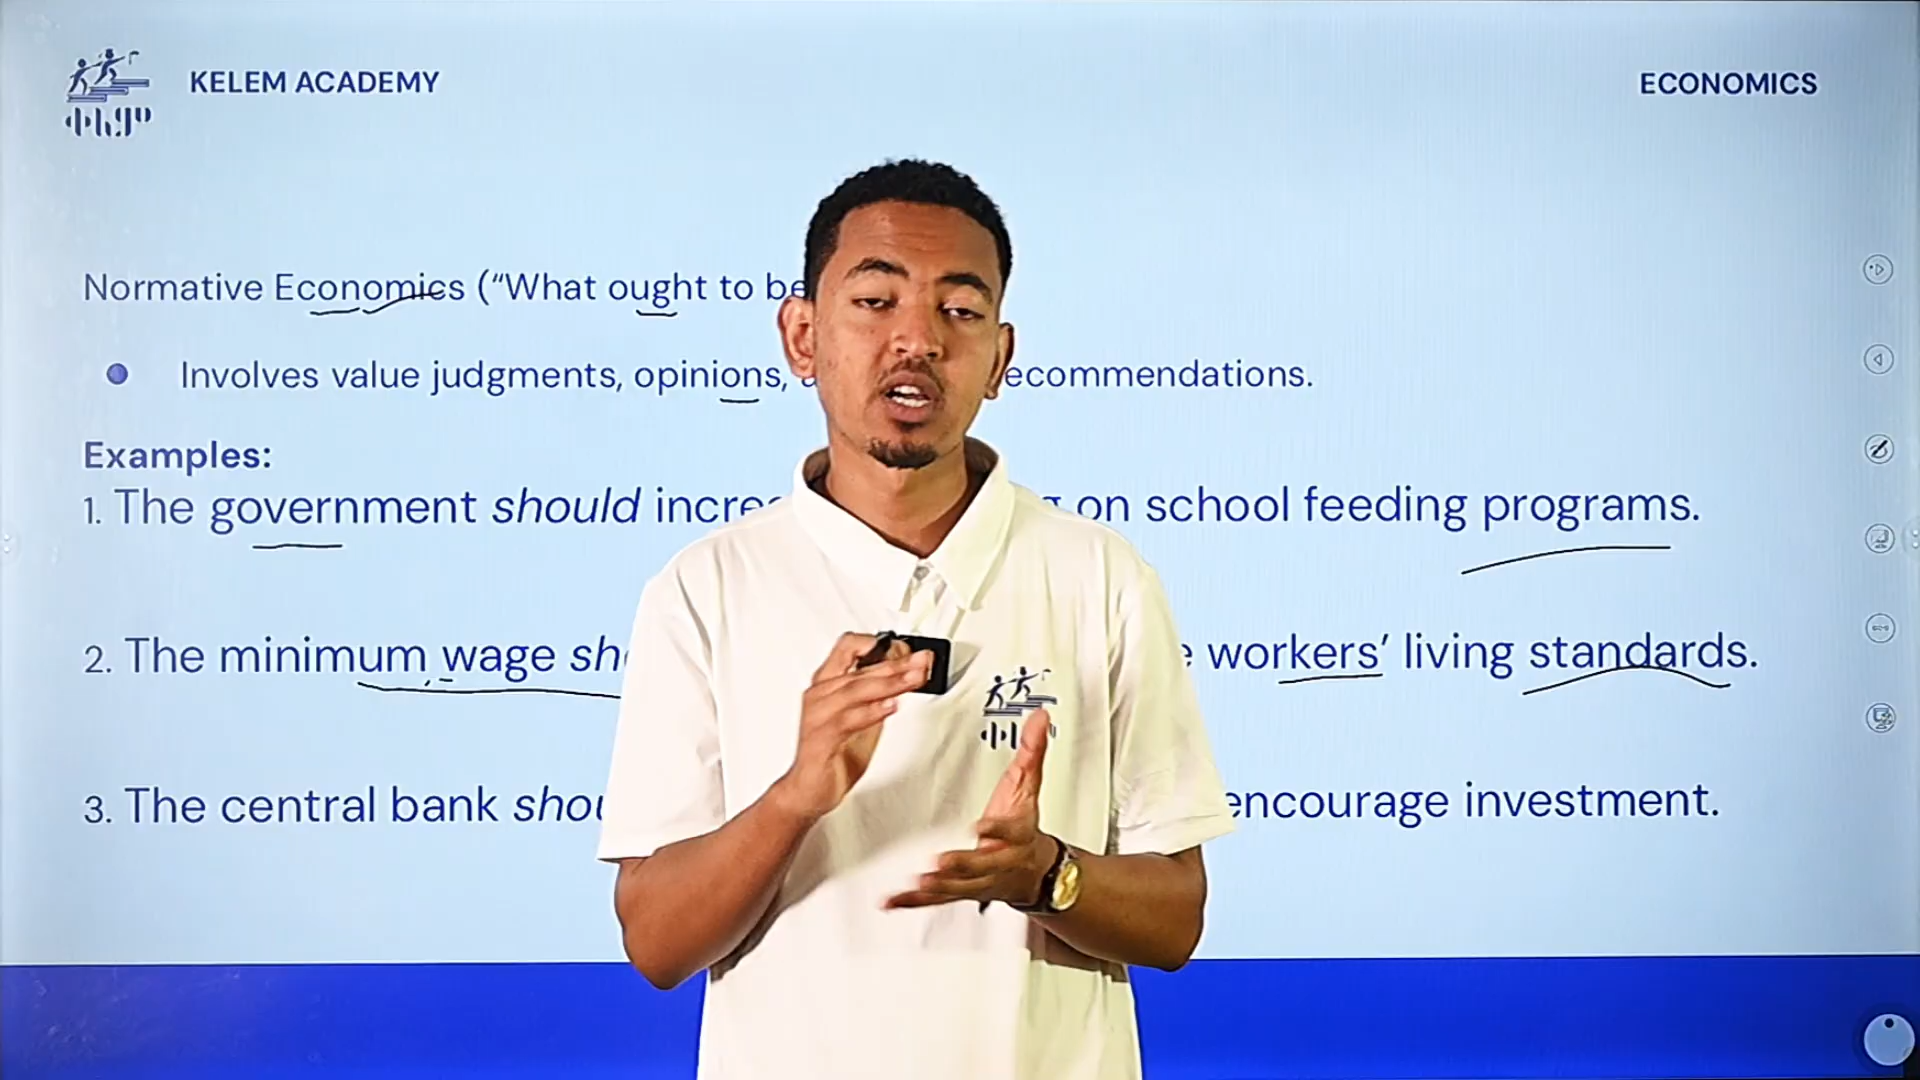 KELEM ACADEMY
ቀለም
ECONOMICS
Normative Economics (“What ought to be
Involves value judgments, opinions, ecommendations.
Examples:
1. The government should incre on school feeding programs.
2. The minimum wage sh workers’ living standards.
3. The central bank shou encourage investment.